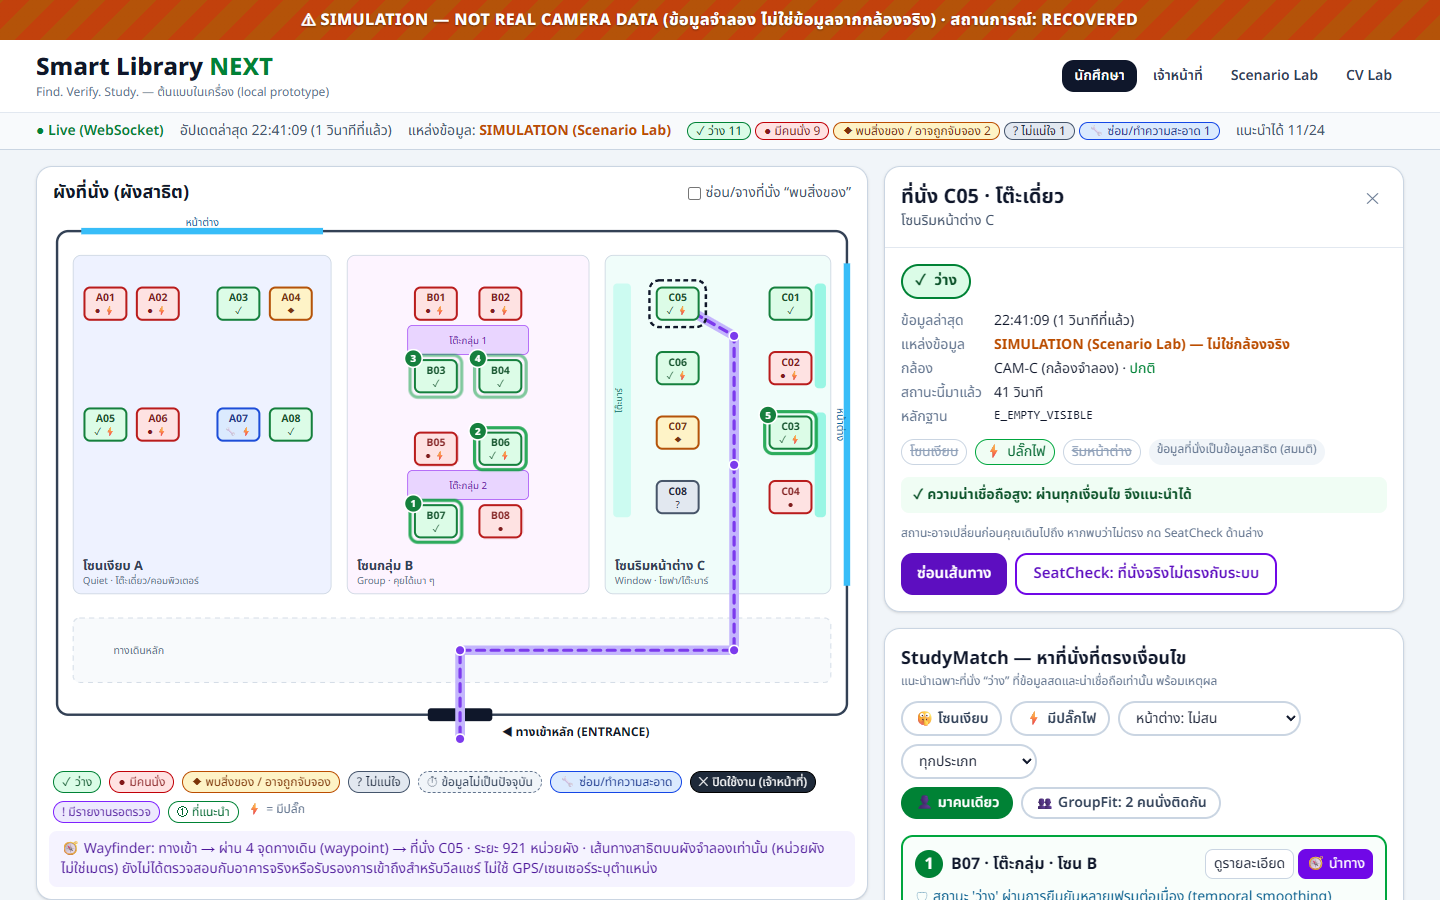 ⚠ SIMULATION — NOT REAL CAMERA DATA (ข้อมูลจำลอง ไม่ใช่ข้อมูลจากกล้องจริง) · สถานการณ์: RECOVERED
Smart Library NEXT
Find. Verify. Study. — ต้นแบบในเครื่อง (local prototype)
นักศึกษา
เจ้าหน้าที่
Scenario Lab
CV Lab
● Live (WebSocket)
อัปเดตล่าสุด 22:41:09 (1 วินาทีที่แล้ว)
แหล่งข้อมูล: SIMULATION (Scenario Lab)
✓ ว่าง 11
● มีคนนั่ง 9
◆ พบสิ่งของ / อาจถูกจับจอง 2
? ไม่แน่ใจ 1
🔧 ซ่อม/ทำความสะอาด 1
แนะนำได้ 11/24
ผังที่นั่ง (ผังสาธิต)
ซ่อน/จางที่นั่ง “พบสิ่งของ”
หน้าต่าง
A01
● ⚡
A02
● ⚡
A03
✓
A04
◆
A05
✓ ⚡
A06
● ⚡
A07
🔧 ⚡
A08
✓
โซนเงียบ A
Quiet · โต๊ะเดี่ยว/คอมพิวเตอร์
B01
● ⚡
B02
● ⚡
โต๊ะกลุ่ม 1
3
B03
✓
4
B04
✓
B05
● ⚡
2
B06
✓ ⚡
โต๊ะกลุ่ม 2
1
B07
✓
B08
●
โซนกลุ่ม B
Group · คุยได้เบา ๆ
C05
✓ ⚡
C01
✓
C06
✓ ⚡
C02
● ⚡
โต๊ะบาร์
หน้าต่าง
C07
◆
5
C03
✓ ⚡
C08
?
C04
●
โซนริมหน้าต่าง C
Window · โซฟา/โต๊ะบาร์
ทางเดินหลัก
◀ ทางเข้าหลัก (ENTRANCE)
✓ ว่าง
● มีคนนั่ง
◆ พบสิ่งของ / อาจถูกจับจอง
? ไม่แน่ใจ
⏱ ข้อมูลไม่เป็นปัจจุบัน
🔧 ซ่อม/ทำความสะอาด
✕ ปิดใช้งาน (เจ้าหน้าที่)
! มีรายงานรอตรวจ
① ที่แนะนำ
⚡ = มีปลั๊ก
🧭 Wayfinder: ทางเข้า → ผ่าน 4 จุดทางเดิน (waypoint) → ที่นั่ง C05 · ระยะ 921 หน่วยผัง · เส้นทางสาธิตบนผังจำลองเท่านั้น (หน่วยผัง
ไม่ใช่เมตร) ยังไม่ได้ตรวจสอบกับอาคารจริงหรือรับรองการเข้าถึงสำหรับวีลแชร์ ไม่ใช้ GPS/เซนเซอร์ระบุตำแหน่ง
ที่นั่ง C05 · โต๊ะเดี่ยว
โซนริมหน้าต่าง C
✓ ว่าง
ข้อมูลล่าสุด 22:41:09 (1 วินาทีที่แล้ว)
แหล่งข้อมูล SIMULATION (Scenario Lab) — ไม่ใช่กล้องจริง
กล้อง CAM-C (กล้องจำลอง) · ปกติ
สถานะนี้มาแล้ว 41 วินาที
หลักฐาน E_EMPTY_VISIBLE
โซนเงียบ
⚡ ปลั๊กไฟ
ริมหน้าต่าง
ข้อมูลที่นั่งเป็นข้อมูลสาธิต (สมมติ)
✓ ความน่าเชื่อถือสูง: ผ่านทุกเงื่อนไข จึงแนะนำได้
สถานะอาจเปลี่ยนก่อนคุณเดินไปถึง หากพบว่าไม่ตรง กด SeatCheck ด้านล่าง
ซ่อนเส้นทาง
SeatCheck: ที่นั่งจริงไม่ตรงกับระบบ
StudyMatch — หาที่นั่งที่ตรงเงื่อนไข
แนะนำเฉพาะที่นั่ง “ว่าง” ที่ข้อมูลสดและน่าเชื่อถือเท่านั้น พร้อมเหตุผล
🤫 โซนเงียบ
⚡ มีปลั๊กไฟ
หน้าต่าง: ไม่สน
ทุกประเภท
👤 มาคนเดียว
👥 GroupFit: 2 คนนั่งติดกัน
1
B07 · โต๊ะกลุ่ม · โซน B
ดูรายละเอียด
🧭 นำทาง
🛡 สถานะ 'ว่าง' ผ่านการยืนยันหลายเฟรมต่อเนื่อง (temporal smoothing)